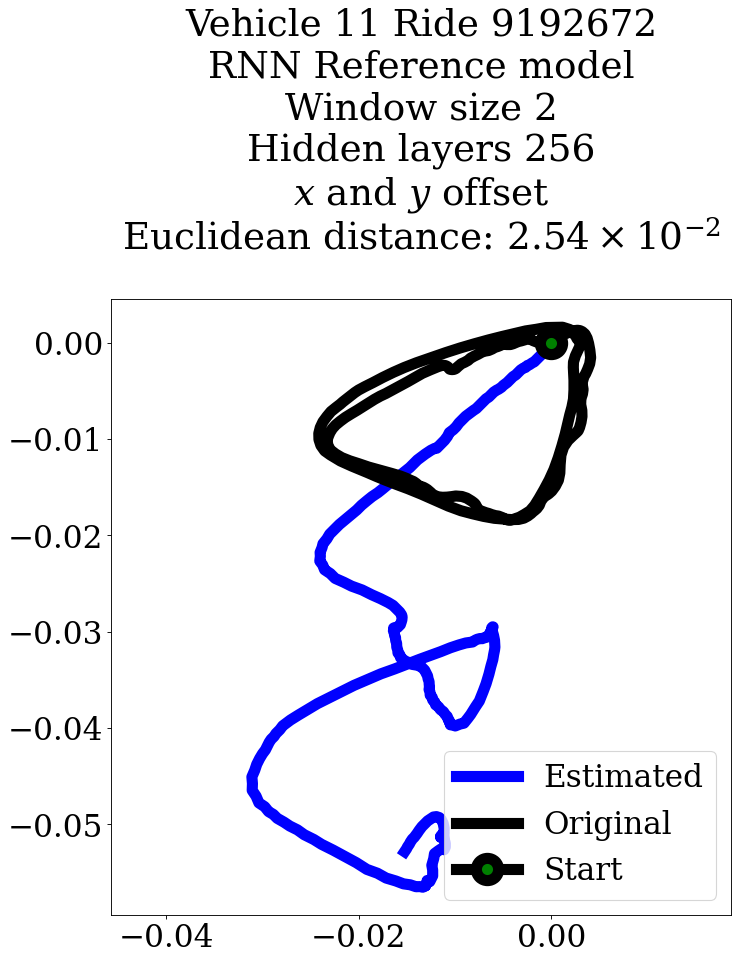 Vehicle 11 Ride 9192672
RNN Reference model
Window size 2
Hidden layers 256
x and y offset
Euclidean distance: 2.54 × 10⁻²
0.00
−0.01
−0.02
−0.03
−0.04
−0.05
Estimated
Original
Start
−0.04 −0.02 0.00